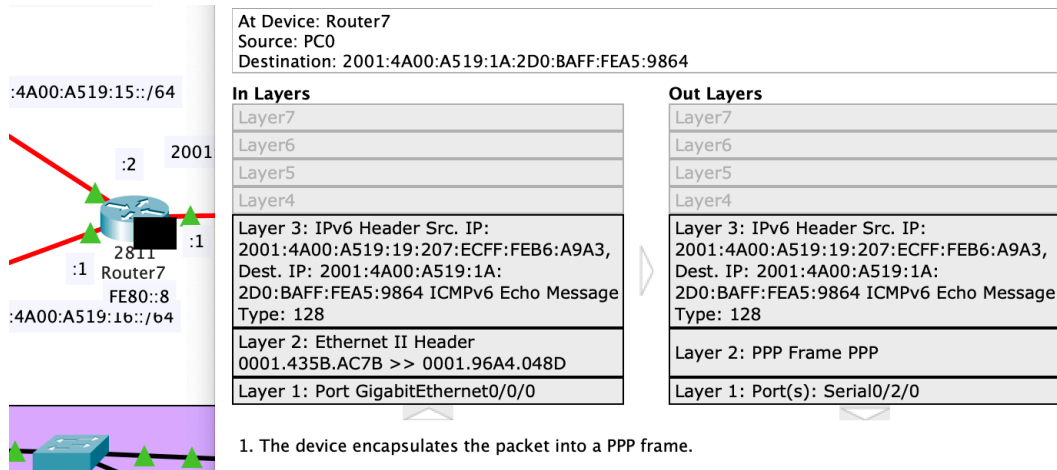 :4A00:A519:15::/64
:2
2001:
:1
2811
:1
Router7
FE80::8
:4A00:A519:16::/64
At Device: Router7
Source: PC0
Destination: 2001:4A00:A519:1A:2D0:BAFF:FEA5:9864
In Layers
Layer7
Layer6
Layer5
Layer4
Layer 3: IPv6 Header Src. IP:
2001:4A00:A519:19:207:ECFF:FEB6:A9A3,
Dest. IP: 2001:4A00:A519:1A:
2D0:BAFF:FEA5:9864 ICMPv6 Echo Message
Type: 128
Layer 2: Ethernet II Header
0001.435B.AC7B >> 0001.96A4.048D
Layer 1: Port GigabitEthernet0/0/0
Out Layers
Layer7
Layer6
Layer5
Layer4
Layer 3: IPv6 Header Src. IP:
2001:4A00:A519:19:207:ECFF:FEB6:A9A3,
Dest. IP: 2001:4A00:A519:1A:
2D0:BAFF:FEA5:9864 ICMPv6 Echo Message
Type: 128
Layer 2: PPP Frame PPP
Layer 1: Port(s): Serial0/2/0
1. The device encapsulates the packet into a PPP frame.